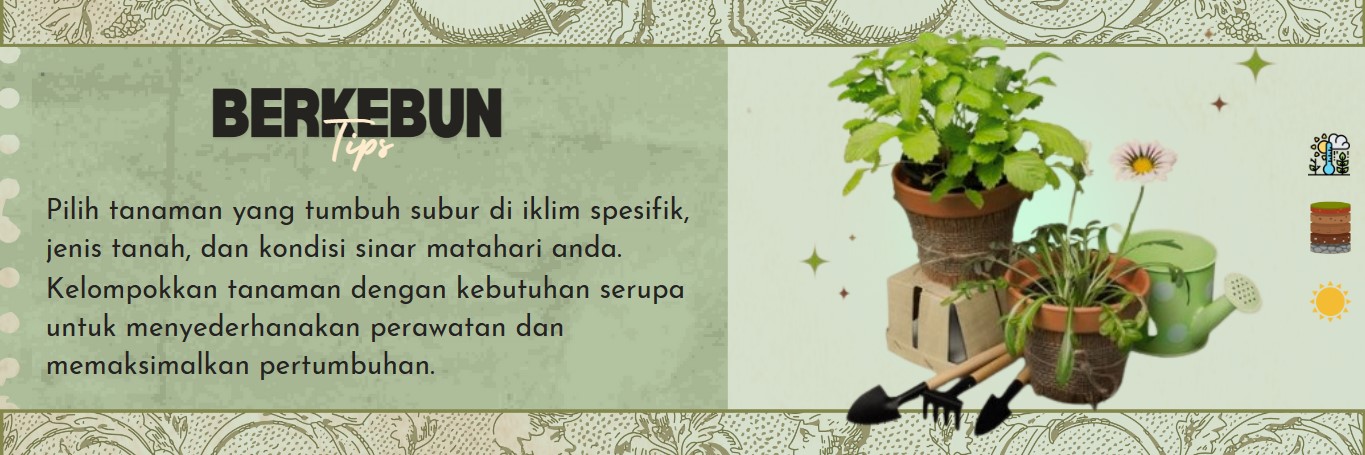 BERKEBUN
Tips
Pilih tanaman yang tumbuh subur di iklim spesifik,
jenis tanah, dan kondisi sinar matahari anda.
Kelompokkan tanaman dengan kebutuhan serupa
untuk menyederhanakan perawatan dan
memaksimalkan pertumbuhan.